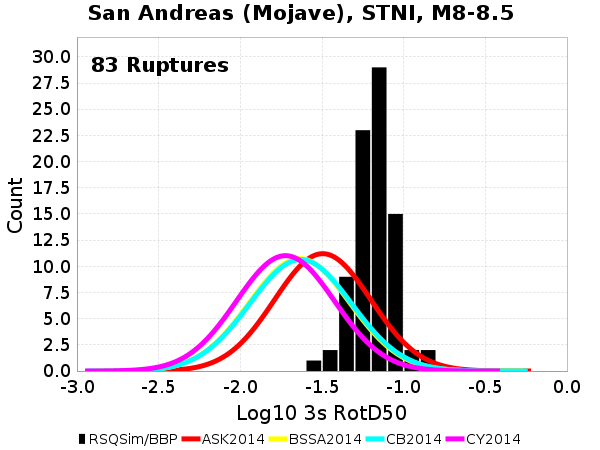 San Andreas (Mojave), STNI, M8-8.5
83 Ruptures
30.0
27.5
25.0
22.5
20.0
17.5
15.0
12.5
10.0
7.5
5.0
2.5
0.0
Count
-3.0 -2.5 -2.0 -1.5 -1.0 -0.5 0.0
Log10 3s RotD50
RSQSim/BBP ASK2014 BSSA2014 CB2014 CY2014